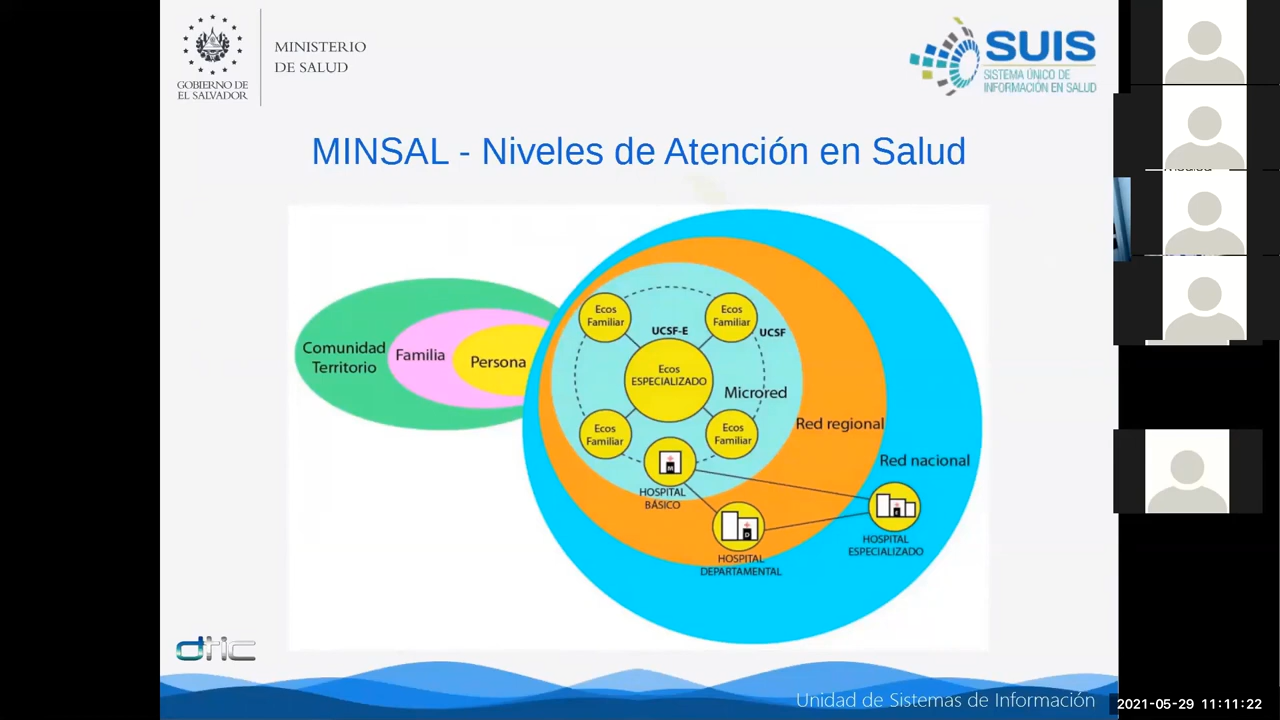 MINISTERIO
DE SALUD
GOBIERNO DE
EL SALVADOR
SUIS
SISTEMA ÚNICO DE
INFORMACIÓN EN SALUD
MINSAL - Niveles de Atención en Salud
Comunidad
Territorio
Familia
Persona
Ecos
Familiar
UCSF-E
Ecos
Familiar
UCSF
Ecos
ESPECIALIZADO
Microred
Ecos
Familiar
Ecos
Familiar
Red regional
Red nacional
M
HOSPITAL
BÁSICO
D
HOSPITAL
DEPARTAMENTAL
HOSPITAL
ESPECIALIZADO
dtic
Unidad de Sistemas de Información
2021-05-29 11:11:22